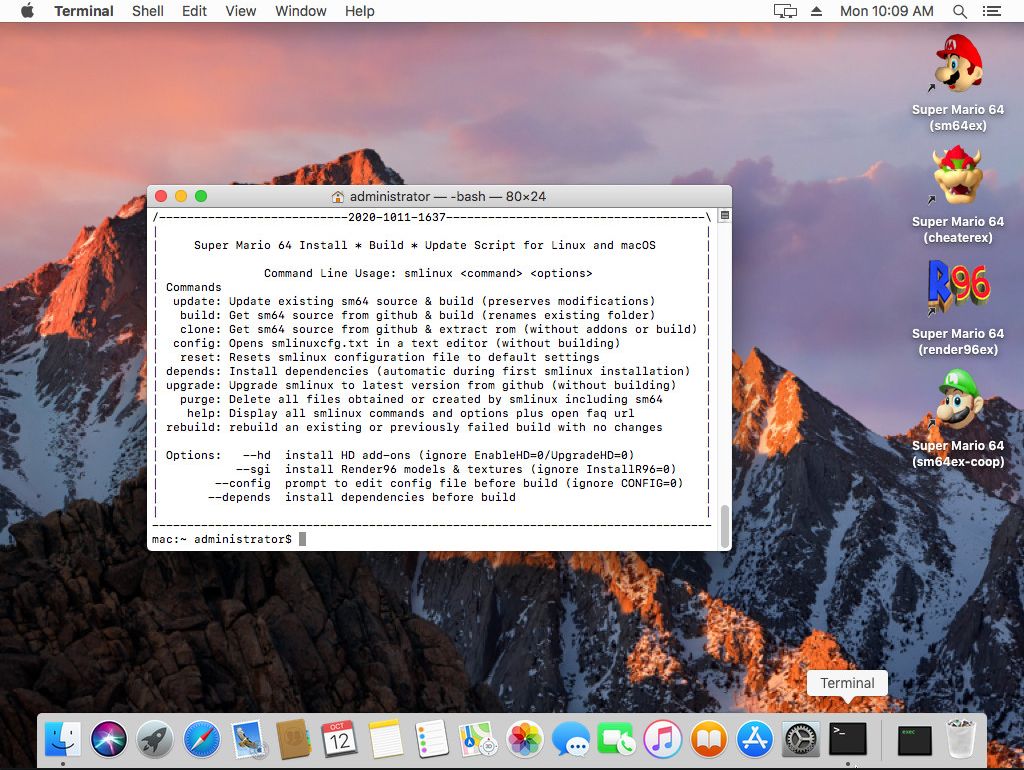 Terminal Shell Edit View Window Help Mon 10:09 AM
Super Mario 64
(sm64ex)
Super Mario 64
(cheaterex)
R96
Super Mario 64
(render96ex)
Super Mario 64
(sm64ex-coop)
administrator — -bash — 80×24
/---------------------------2020-1011-1637-------------------------------------\
Super Mario 64 Install * Build * Update Script for Linux and macOS
Command Line Usage: smlinux <command> <options>
Commands
update: Update existing sm64 source & build (preserves modifications)
build: Get sm64 source from github & build (renames existing folder)
clone: Get sm64 source from github & extract rom (without addons or build)
config: Opens smlinuxcfg.txt in a text editor (without building)
reset: Resets smlinux configuration file to default settings
depends: Install dependencies (automatic during first smlinux installation)
upgrade: Upgrade smlinux to latest version from github (without building)
purge: Delete all files obtained or created by smlinux including sm64
help: Display all smlinux commands and options plus open faq url
rebuild: rebuild an existing or previously failed build with no changes
Options: --hd install HD add-ons (ignore EnableHD=0/UpgradeHD=0)
--sgi install Render96 models & textures (ignore InstallR96=0)
--config prompt to edit config file before build (ignore CONFIG=0)
--depends install dependencies before build
mac:~ administrator$
Terminal
OCT
12
>_
exec